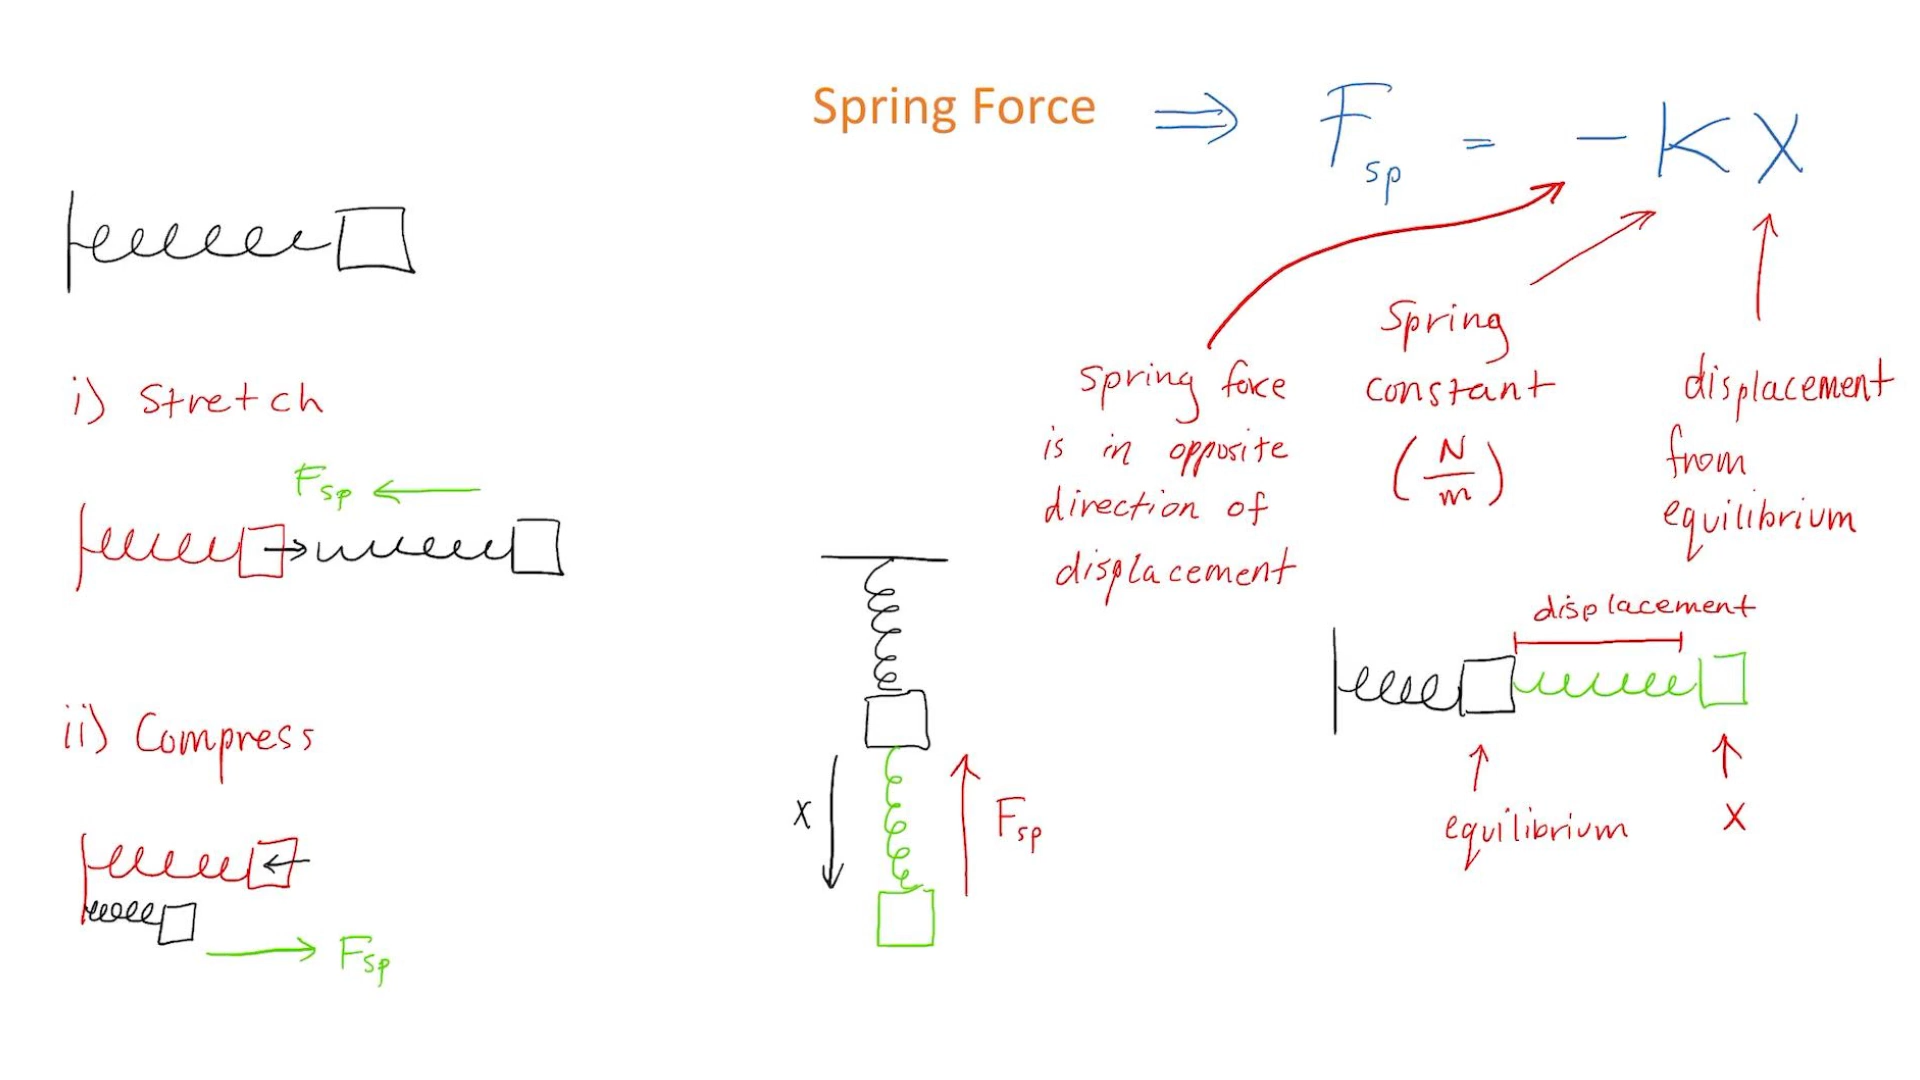 Spring Force ⇒ Fsp = - K X
i) Stretch
Fsp
ii) Compress
Fsp
X
Fsp
spring force
is in opposite
direction of
displacement
Spring
constant
(N/m)
displacement
from
equilibrium
displacement
equilibrium
X